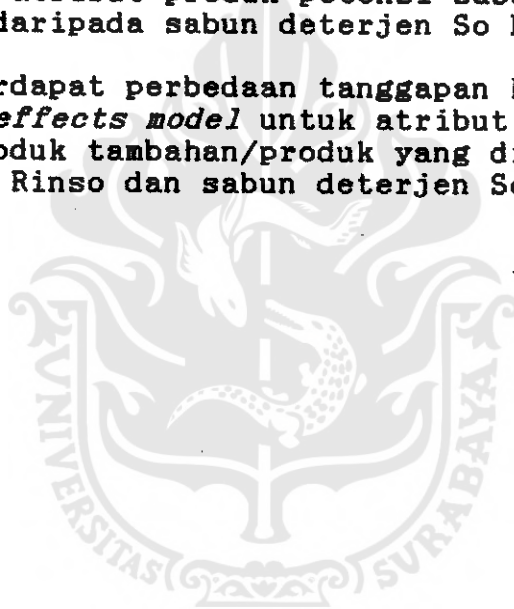 daripada sabun deterjen So
rdapat perbedaan tanggapan
effects model untuk atribut
oduk tambahan/produk yang di
Rinso dan sabun deterjen So
UNIVERSITAS SURABAYA